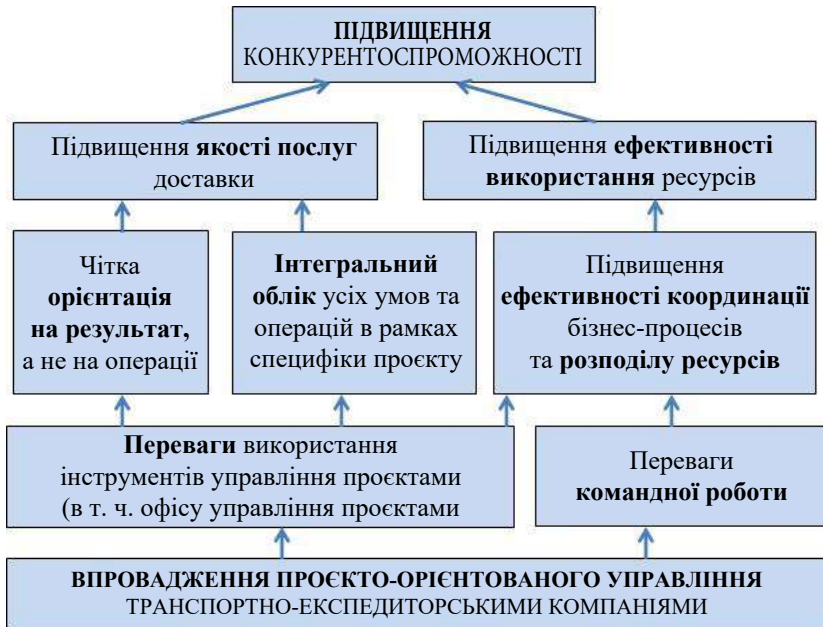 ПІДВИЩЕННЯ
КОНКУРЕНТОСПРОМОЖНОСТІ
Підвищення якості послуг
доставки
Підвищення ефективності
використання ресурсів
Чітка
орієнтація
на результат,
а не на операції
Інтегральний
облік усіх умов та
операцій в рамках
специфіки проєкту
Підвищення
ефективності координації
бізнес-процесів
та розподілу ресурсів
Переваги використання
інструментів управління проєктами
(в т. ч. офісу управління проєктами
Переваги
командної роботи
ВПРОВАДЖЕННЯ ПРОЄКТО-ОРІЄНТОВАНОГО УПРАВЛІННЯ
ТРАНСПОРТНО-ЕКСПЕДИТОРСЬКИМИ КОМПАНІЯМИ